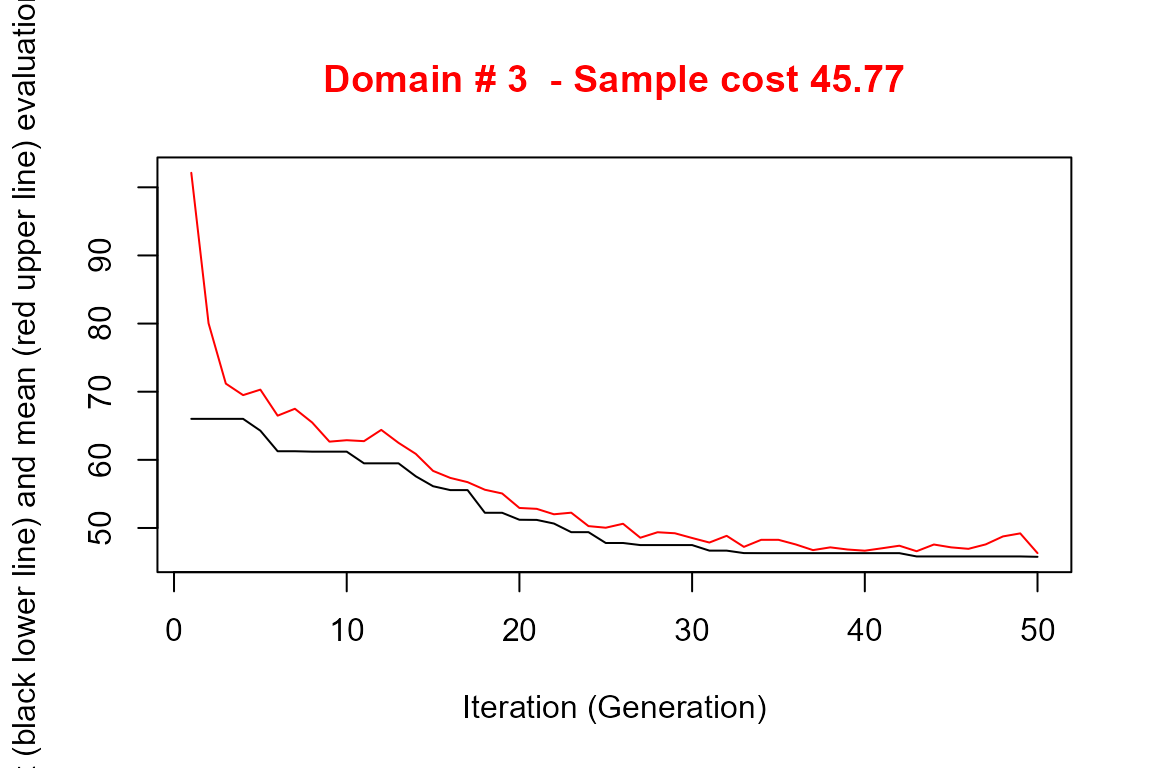 Domain # 3  - Sample cost 45.77
(black lower line) and mean (red upper line) evaluation
90
80
70
60
50
0 10 20 30 40 50
Iteration (Generation)